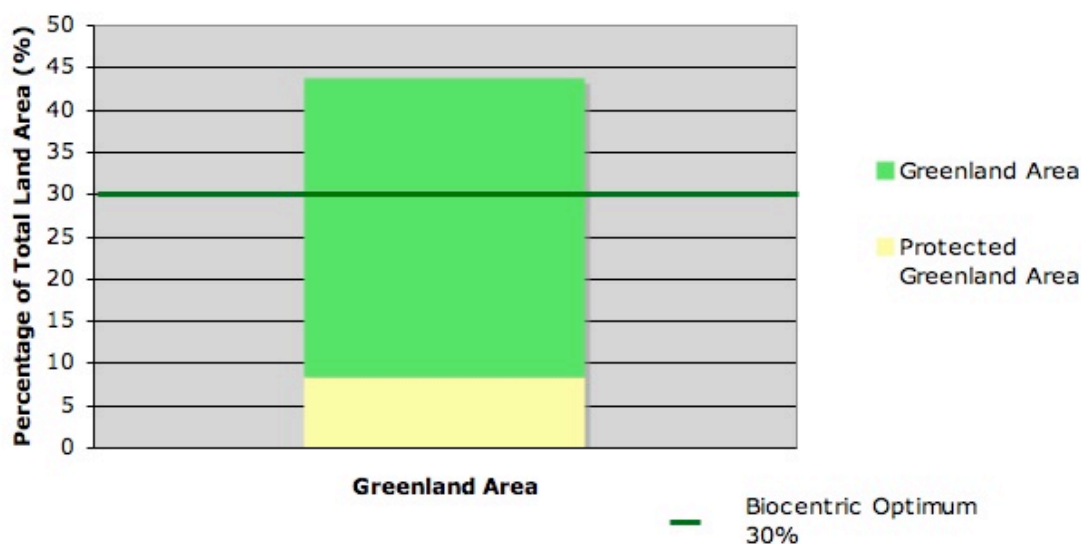 Percentage of Total Land Area (%)
50
45
40
35
30
25
20
15
10
5
0
Greenland Area
Greenland Area
Protected
Greenland Area
Biocentric Optimum
30%